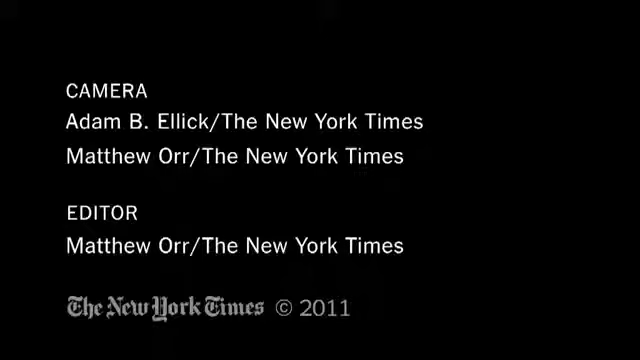 CAMERA
Adam B. Ellick/The New York Times
Matthew Orr/The New York Times
EDITOR
Matthew Orr/The New York Times
The New York Times © 2011